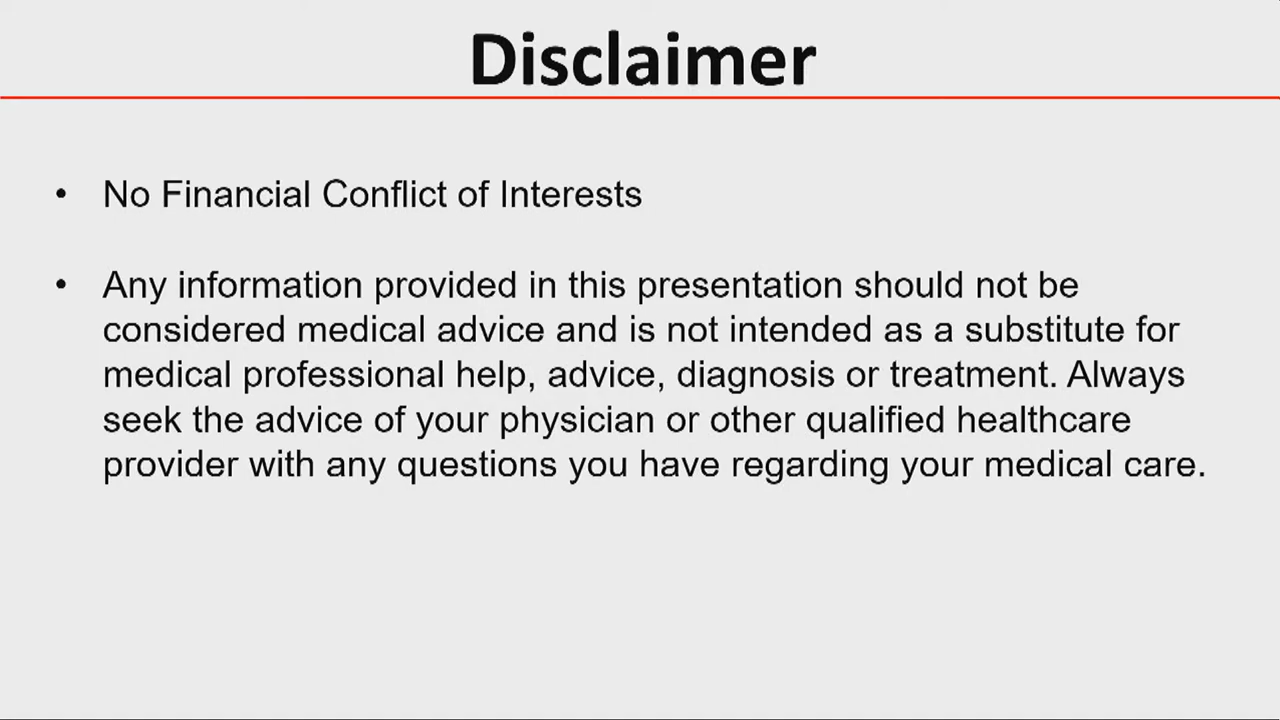 Disclaimer
• No Financial Conflict of Interests
• Any information provided in this presentation should not be
considered medical advice and is not intended as a substitute for
medical professional help, advice, diagnosis or treatment. Always
seek the advice of your physician or other qualified healthcare
provider with any questions you have regarding your medical care.